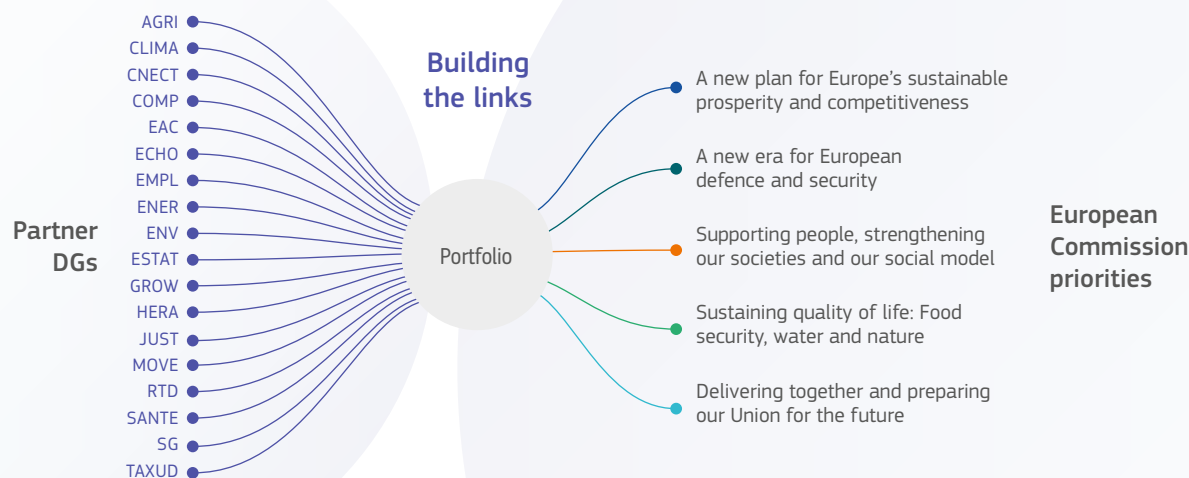 Building
the links
Partner
DGs
AGRI
CLIMA
CNECT
COMP
EAC
ECHO
EMPL
ENER
ENV
ESTAT
GROW
HERA
JUST
MOVE
RTD
SANTE
SG
TAXUD
Portfolio
A new plan for Europe’s sustainable
prosperity and competitiveness
A new era for European
defence and security
Supporting people, strengthening
our societies and our social model
Sustaining quality of life: Food
security, water and nature
Delivering together and preparing
our Union for the future
European
Commission
priorities